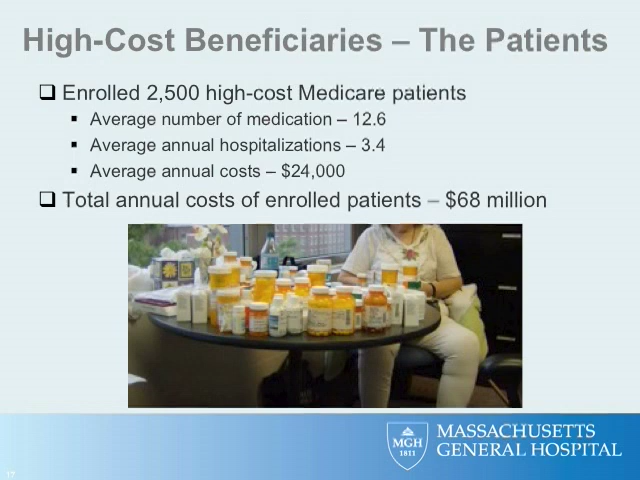 High-Cost Beneficiaries – The Patients
❑ Enrolled 2,500 high-cost Medicare patients
▪ Average number of medication – 12.6
▪ Average annual hospitalizations – 3.4
▪ Average annual costs – $24,000
❑ Total annual costs of enrolled patients – $68 million
MGH
1811
MASSACHUSETTS
GENERAL HOSPITAL
17